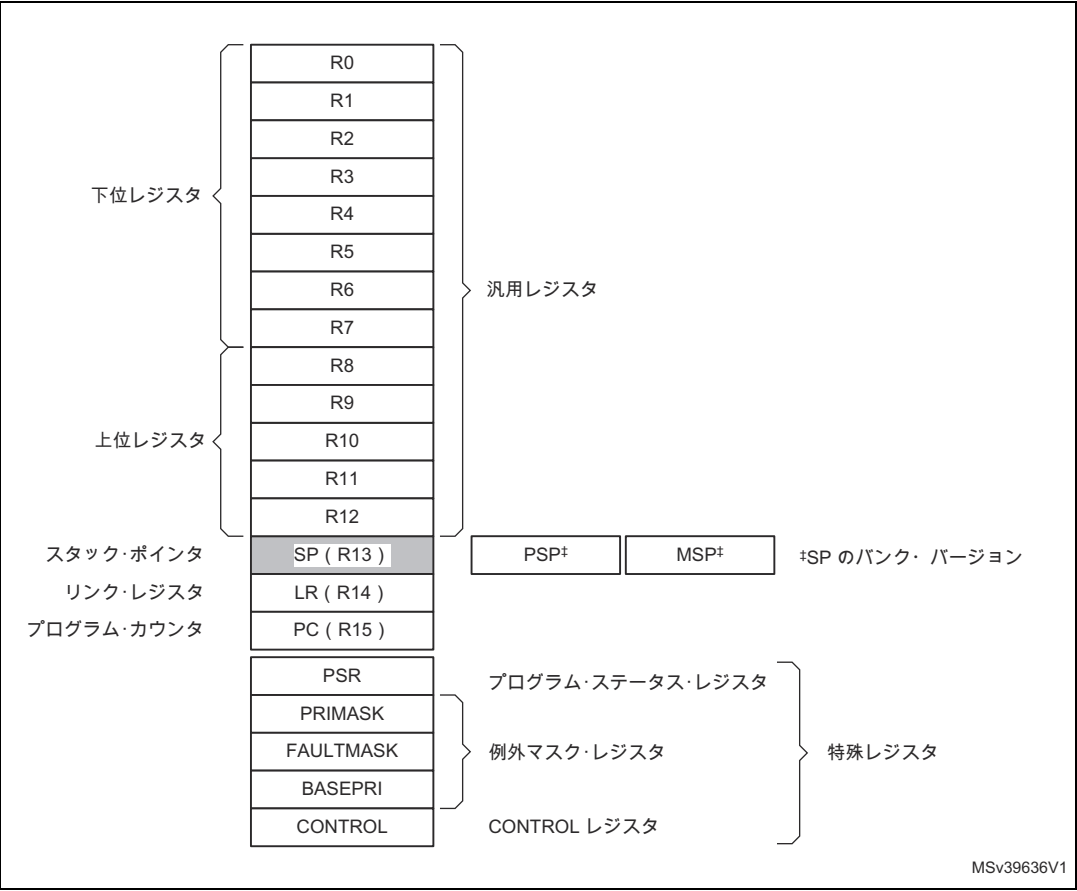 R0
R1
R2
R3
下位レジスタ
R4
R5
R6
汎用レジスタ
R7
R8
R9
上位レジスタ
R10
R11
R12
スタック・ポインタ SP ( R13 ) PSP‡ MSP‡ ‡SP のバンク・ バージョン
リンク・レジスタ LR ( R14 )
プログラム・カウンタ PC ( R15 )
PSR プログラム・ステータス・レジスタ
PRIMASK
FAULTMASK 例外マスク・レジスタ 特殊レジスタ
BASEPRI
CONTROL CONTROL レジスタ
MSv39636V1